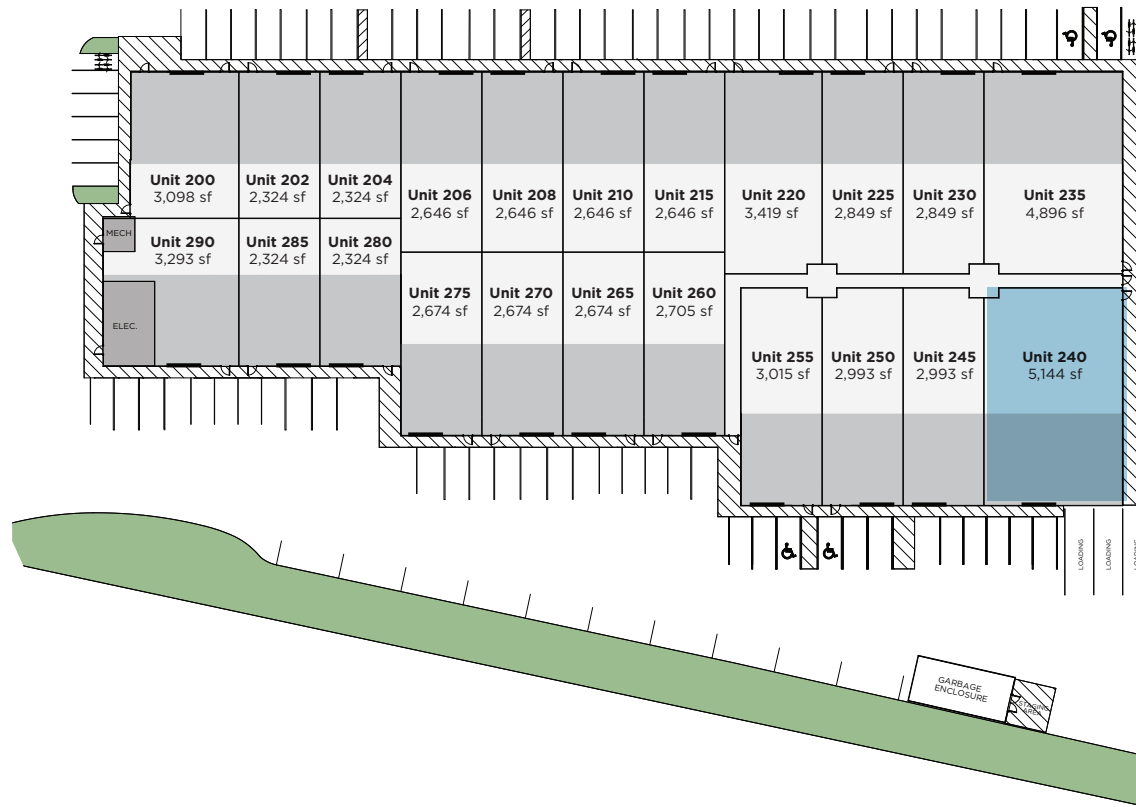 Unit 200
3,098 sf
Unit 202
2,324 sf
Unit 204
2,324 sf
Unit 206
2,646 sf
Unit 208
2,646 sf
Unit 210
2,646 sf
Unit 215
2,646 sf
Unit 220
3,419 sf
Unit 225
2,849 sf
Unit 230
2,849 sf
Unit 235
4,896 sf
MECH
Unit 290
3,293 sf
Unit 285
2,324 sf
Unit 280
2,324 sf
Unit 275
2,674 sf
Unit 270
2,674 sf
Unit 265
2,674 sf
Unit 260
2,705 sf
ELEC.
Unit 255
3,015 sf
Unit 250
2,993 sf
Unit 245
2,993 sf
Unit 240
5,144 sf
LOADING
LOADING
LOADING
GARBAGE
ENCLOSURE
STAGING
AREA